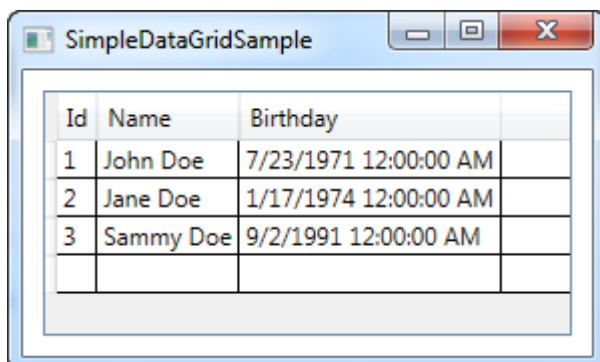 SimpleDataGridSample
Id Name Birthday
1 John Doe 7/23/1971 12:00:00 AM
2 Jane Doe 1/17/1974 12:00:00 AM
3 Sammy Doe 9/2/1991 12:00:00 AM